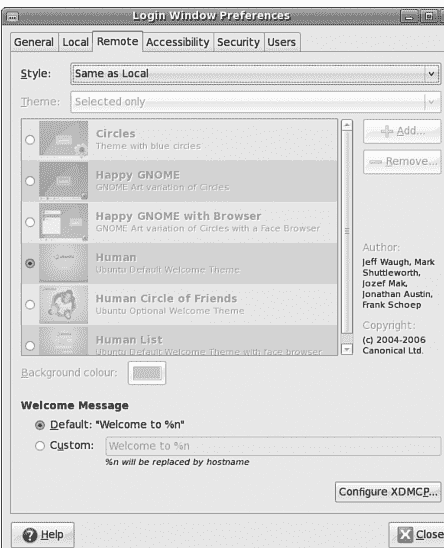 Login Window Preferences
General Local Remote Accessibility Security Users
Style: Same as Local
Theme: Selected only
Circles
Theme with blue circles
Happy GNOME
GNOME Art variation of Circles
Happy GNOME with Browser
GNOME Art variation of Circles with a Face Browser
Human
Ubuntu Default Welcome Theme
Human Circle of Friends
Ubuntu Optional Welcome Theme
Human List
Ubuntu Default Welcome Theme with face browser
Add...
Remove...
Author:
Jeff Waugh, Mark
Shuttleworth,
Jozef Mak,
Jonathan Austin,
Frank Schoep
Copyright:
(c) 2004-2006
Canonical Ltd.
Background colour:
Welcome Message
Default: "Welcome to %n"
Custom: Welcome to %n
%n will be replaced by hostname
Configure XDMCP...
Help
Close